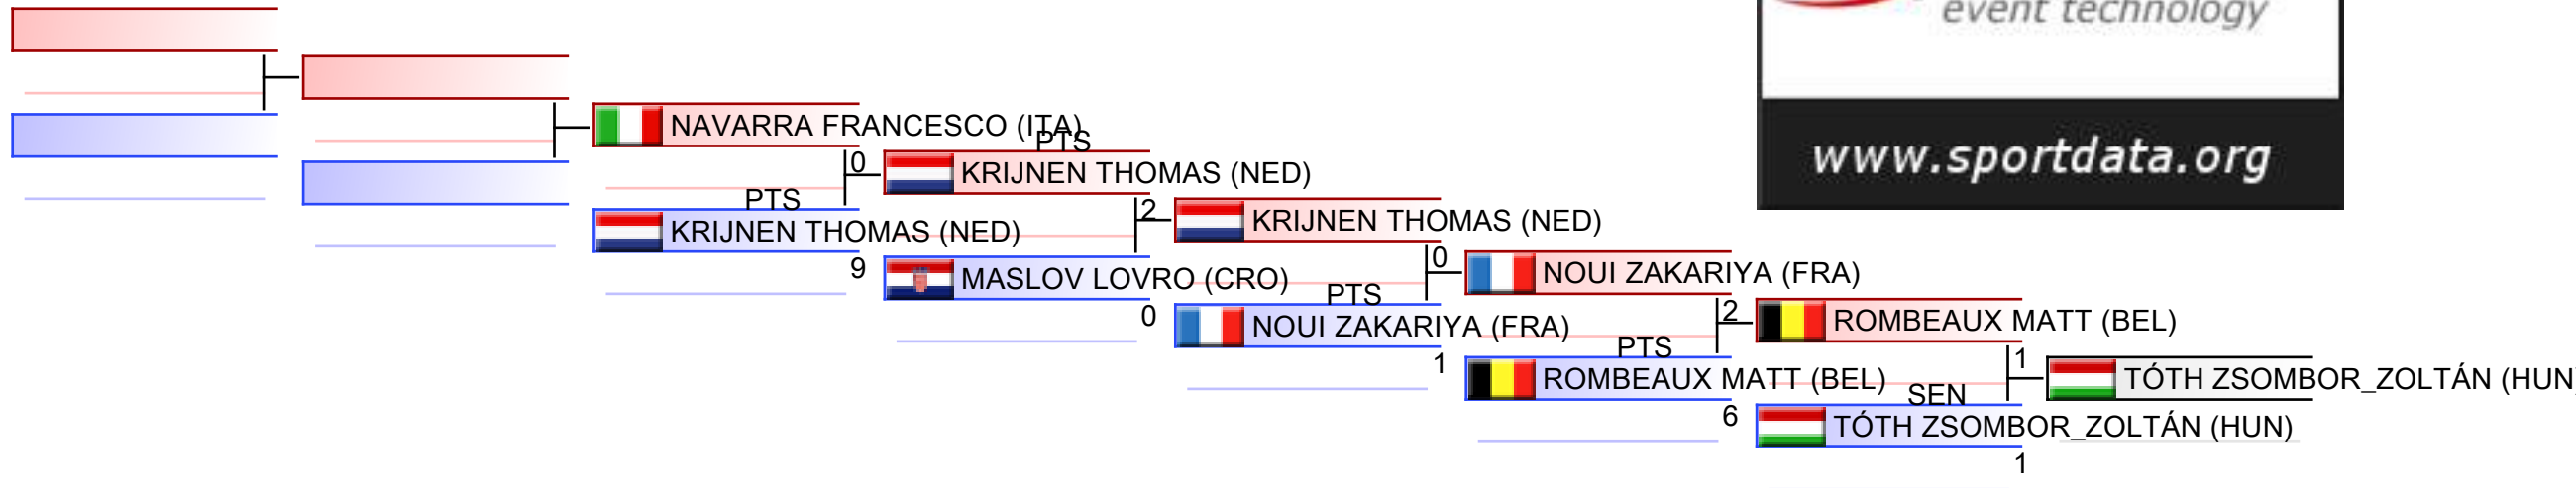 event technology
NAVARRA FRANCESCO (ITA)
PTS
0
KRIJNEN THOMAS (NED)
www.sportdata.org
PTS
2
KRIJNEN THOMAS (NED)
KRIJNEN THOMAS (NED)
9
MASLOV LOVRO (CRO)
0
NOUI ZAKARIYA (FRA)
PTS
0
NOUI ZAKARIYA (FRA)
2
ROMBEAUX MATT (BEL)
PTS
1
ROMBEAUX MATT (BEL)
SEN
1
TÓTH ZSOMBOR_ZOLTÁN (HUN)
6
TÓTH ZSOMBOR_ZOLTÁN (HUN)
1